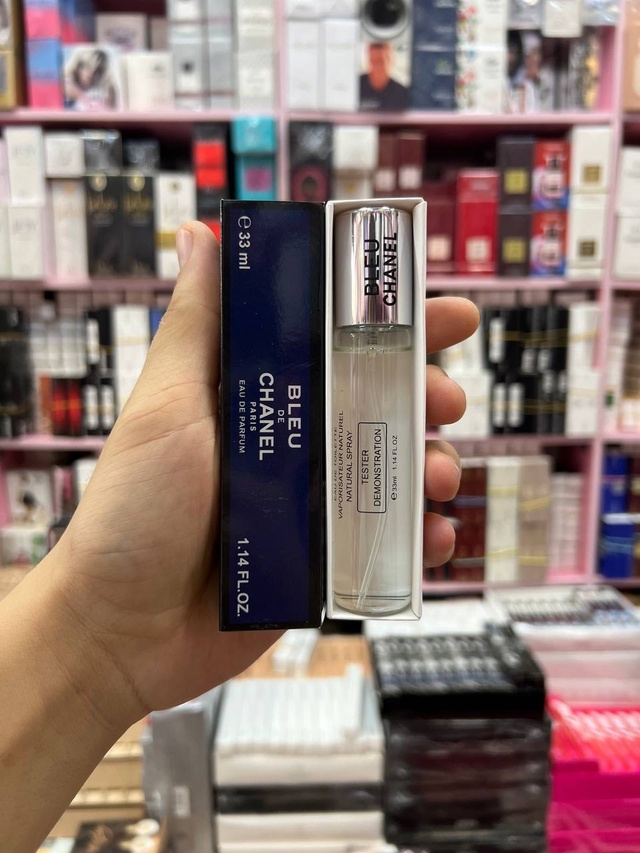 ℮ 33 ml
BLEU
DE
CHANEL
PARIS
EAU DE PARFUM
1.14 FL.OZ.
BLEU
CHANEL
VAPORISATEUR NATUREL
NATURAL SPRAY
TESTER
DEMONSTRATION
℮33ml 1.14 FL OZ